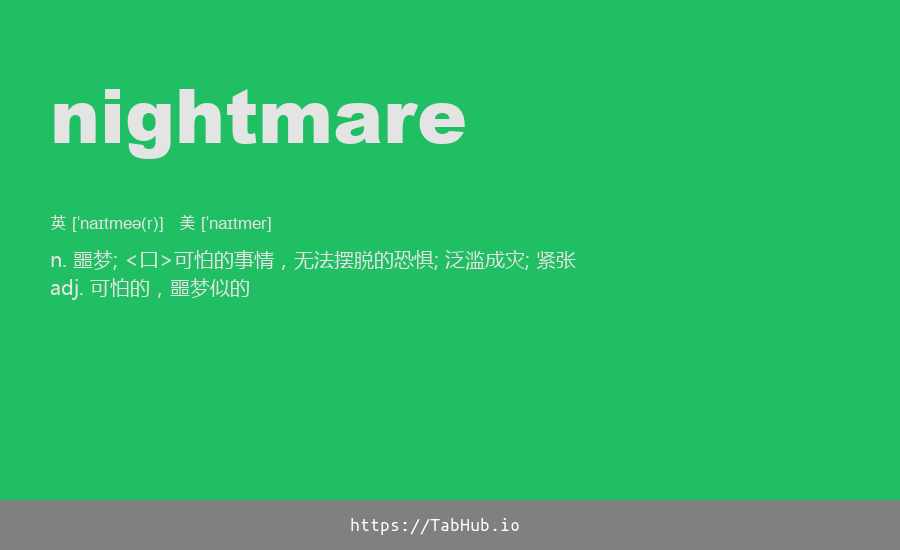 nightmare
英 [ˈnaɪtmeə(r)] 美 [ˈnaɪtmer]
n. 噩梦; <口>可怕的事情，无法摆脱的恐惧; 泛滥成灾; 紧张
adj. 可怕的，噩梦似的
https://TabHub.io